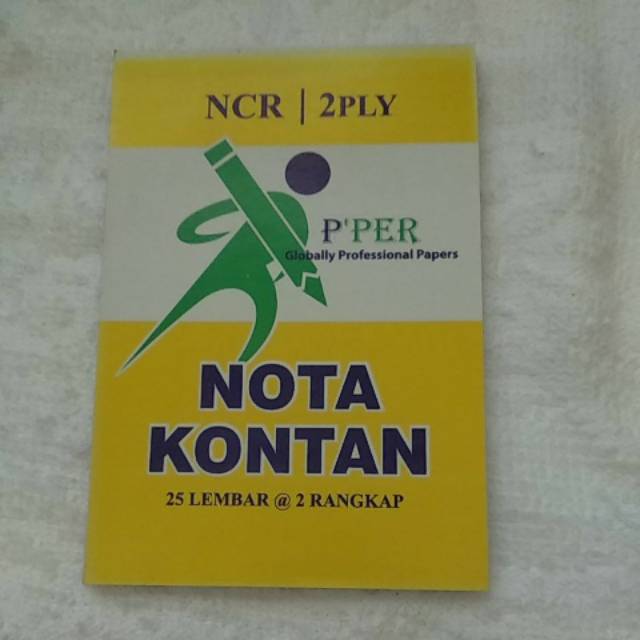 NCR | 2PLY
P'PER
Globally Professional Papers
NOTA
KONTAN
25 LEMBAR @ 2 RANGKAP